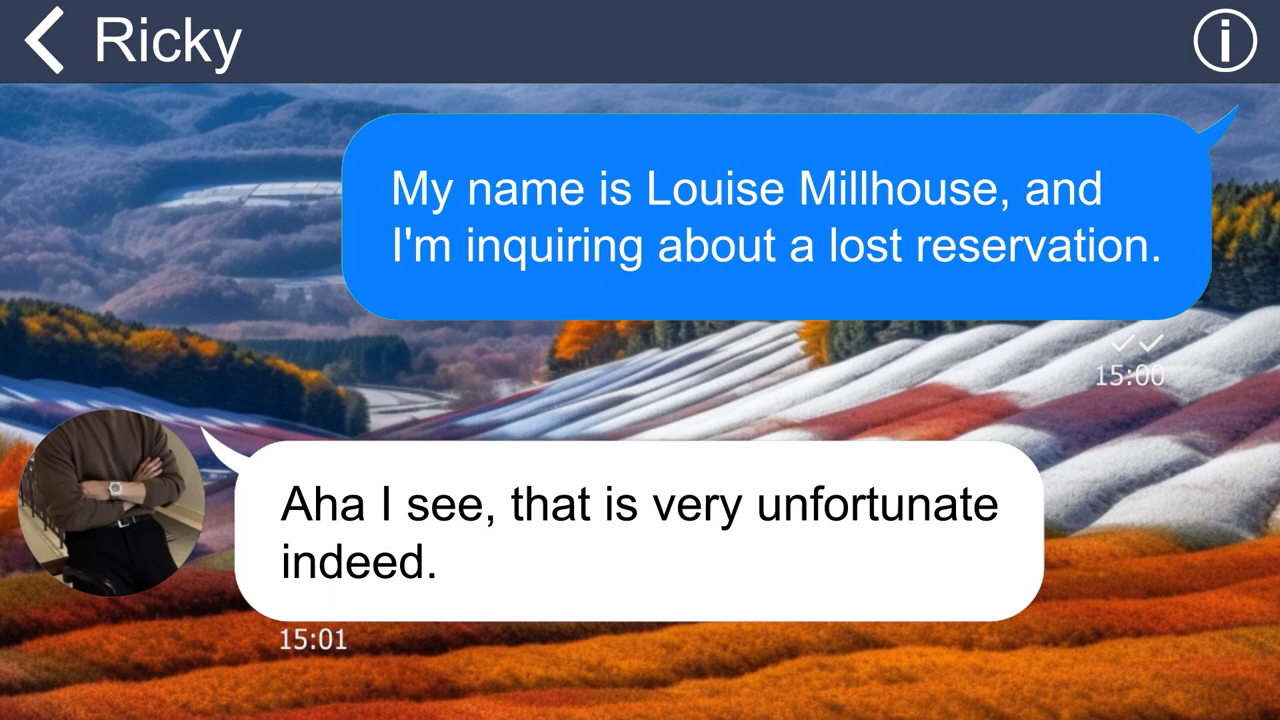 Ricky
My name is Louise Millhouse, and
I'm inquiring about a lost reservation.
15:00
Aha I see, that is very unfortunate
indeed.
15:01